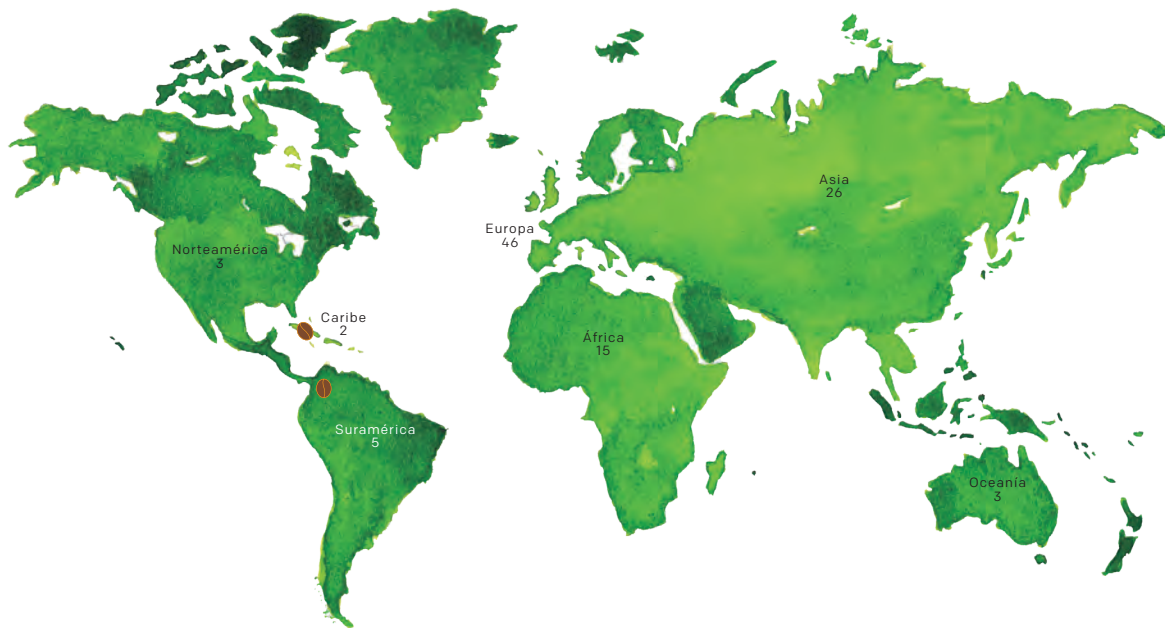 Asia
26
Europa
46
Norteamérica
3
Caribe
2
África
15
Suramérica
5
Oceanía
3